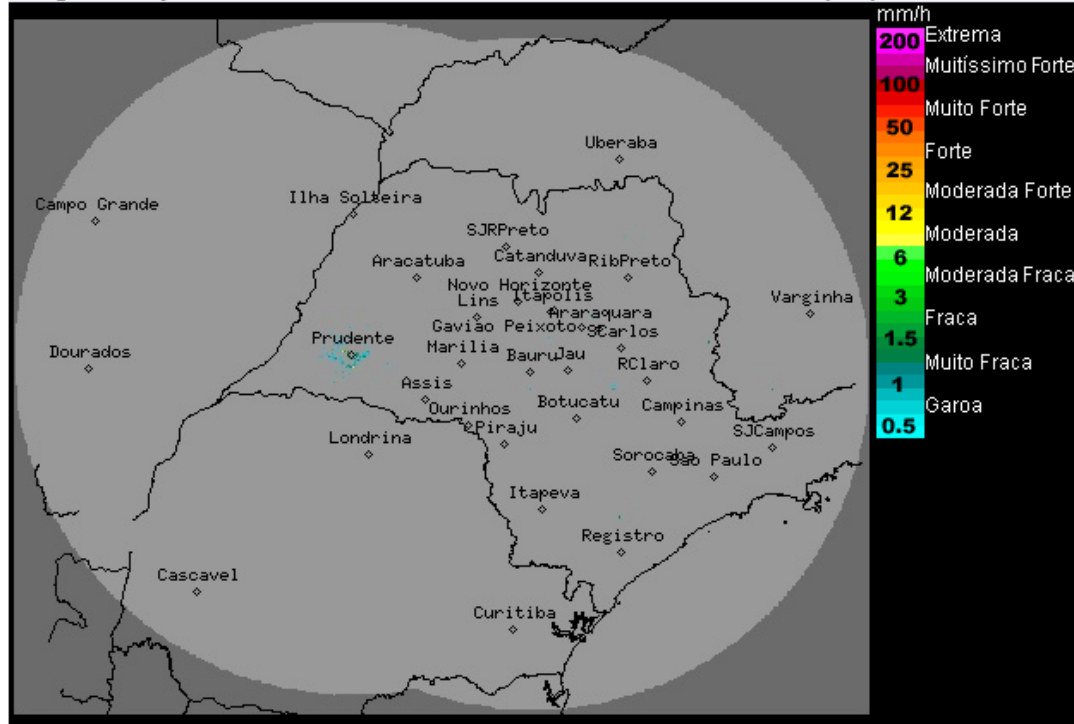 mm/h
200 Extrema
Muitíssimo Forte
100
Muito Forte
50
Forte
25
Moderada Forte
12
Moderada
6
Moderada Fraca
3
Fraca
1.5
Muito Fraca
1
Garoa
0.5
Uberaba
Campo Grande
Ilha Solteira
SJRPreto
Aracatuba
Catanduva
RibPreto
Novo Horizonte
Lins
Itapolis
Varginha
Araraquara
Gavião Peixoto
SCarlos
Prudente
Dourados
Marilia
Bauru
Jau
RClaro
Assis
Ourinhos
Botucatu
Campinas
Piraju
Londrina
SJCampos
Sorocaba
Sao Paulo
Itapeva
Registro
Cascavel
Curitiba